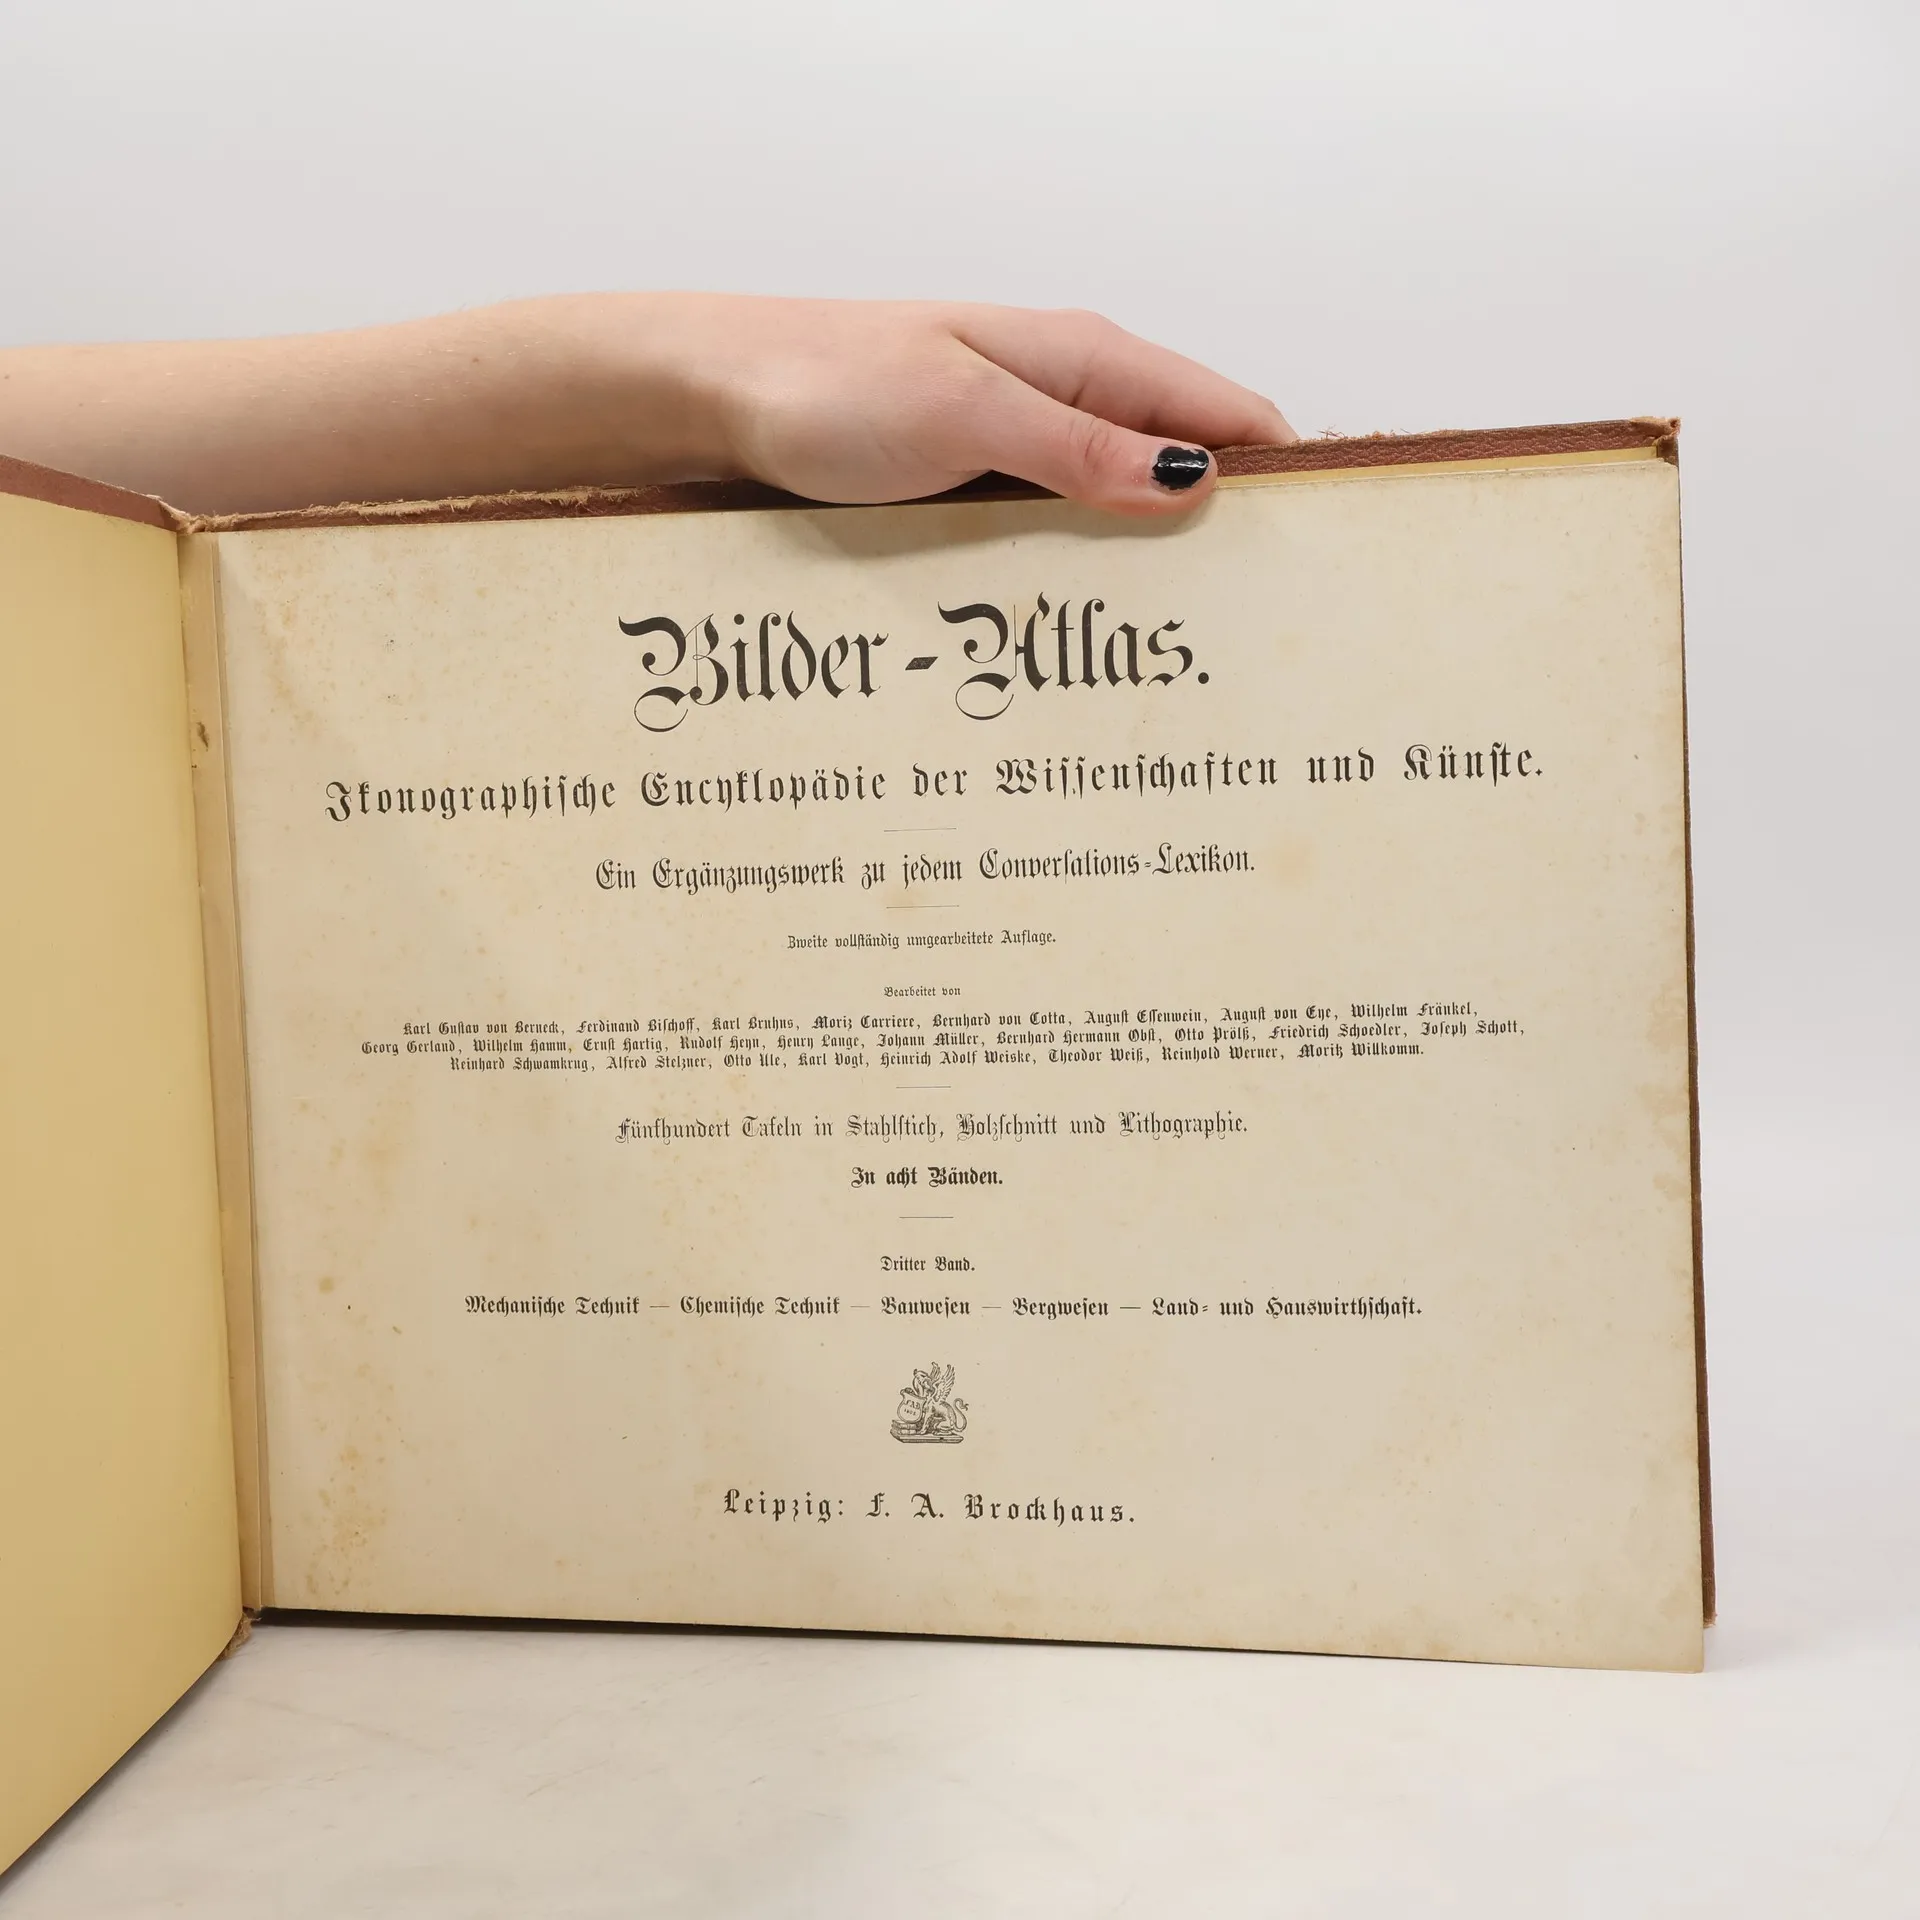 Bilder-Atlas.
Ikonographische Encyklopädie der Wissenschaften und Künste.
Ein Ergänzungswerk zu jedem Conversations-Lexikon.
Zweite vollständig umgearbeitete Auflage.
Bearbeitet von
Karl Gustav von Berneck, Ferdinand Bischoff, Karl Bruhns, Moriz Carriere, Bernhard von Cotta, August Essenwein, August von Eye, Wilhelm Fränkel,
Georg Gerland, Wilhelm Hamm, Ernst Hartig, Rudolf Heyn, Henry Lange, Johann Müller, Bernhard Hermann Obst, Otto Prölß, Friedrich Schoedler, Joseph Schott,
Reinhard Schwamkrug, Alfred Stelzner, Otto Ule, Karl Vogt, Heinrich Adolf Weiske, Theodor Weiß, Reinhold Werner, Moritz Willkomm.
Fünfhundert Tafeln in Stahlstich, Holzschnitt und Lithographie.
In acht Bänden.
Dritter Band.
Mechanische Technik — Chemische Technik — Bauwesen — Bergwesen — Land- und Hauswirthschaft.
FAB
Leipzig: F. A. Brockhaus.